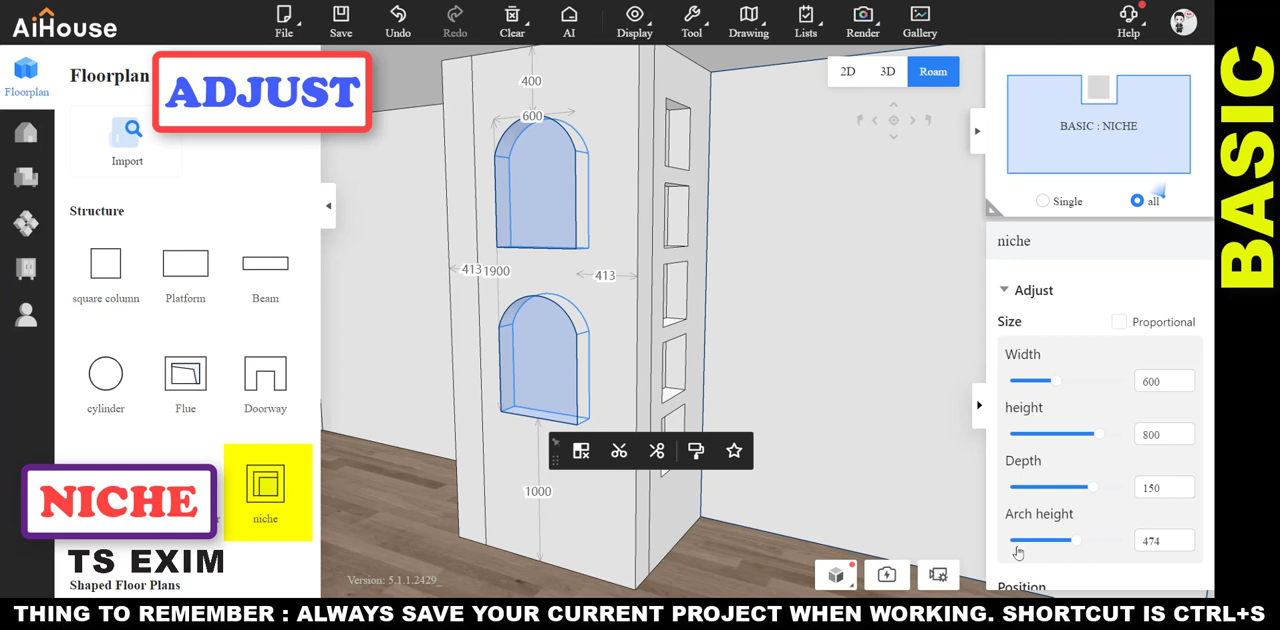 AiHouse
File
Save
Undo
Redo
Clear
AI
Display
Tool
Drawing
Lists
Render
Gallery
Help
Floorplan
Floorplan
ADJUST
Import
Structure
square column
Platform
Beam
cylinder
Flue
Doorway
niche
NICHE
TS EXIM
Shaped Floor Plans
400
600
413
1900
413
1000
Version: 5.1.1.2429_
2D
3D
Roam
BASIC : NICHE
Single
all
niche
Adjust
Size
Proportional
Width
600
height
800
Depth
150
Arch height
474
Position
BASIC
THING TO REMEMBER : ALWAYS SAVE YOUR CURRENT PROJECT WHEN WORKING. SHORTCUT IS CTRL+S